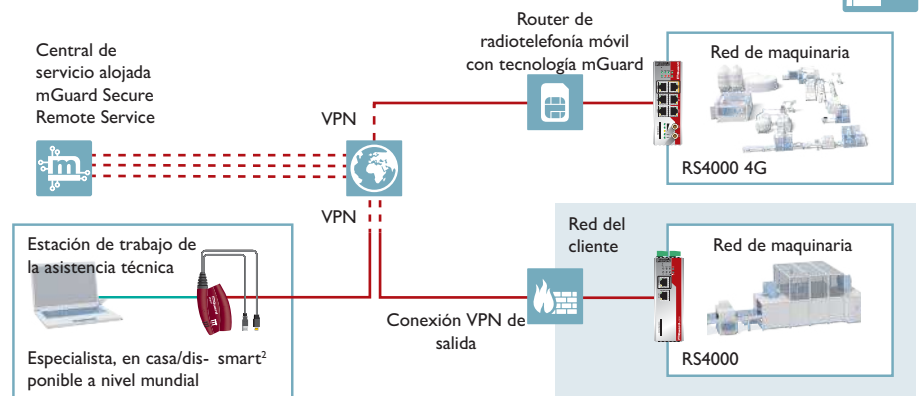 Central de
servicio alojada
mGuard Secure
Remote Service
Router de
radiotelefonía móvil
con tecnología mGuard
Red de maquinaria
RS4000 4G
VPN
m
VPN
Estación de trabajo de
la asistencia técnica
Especialista, en casa/dis- smart²
ponible a nivel mundial
Conexión VPN de
salida
Red del
cliente
Red de maquinaria
RS4000